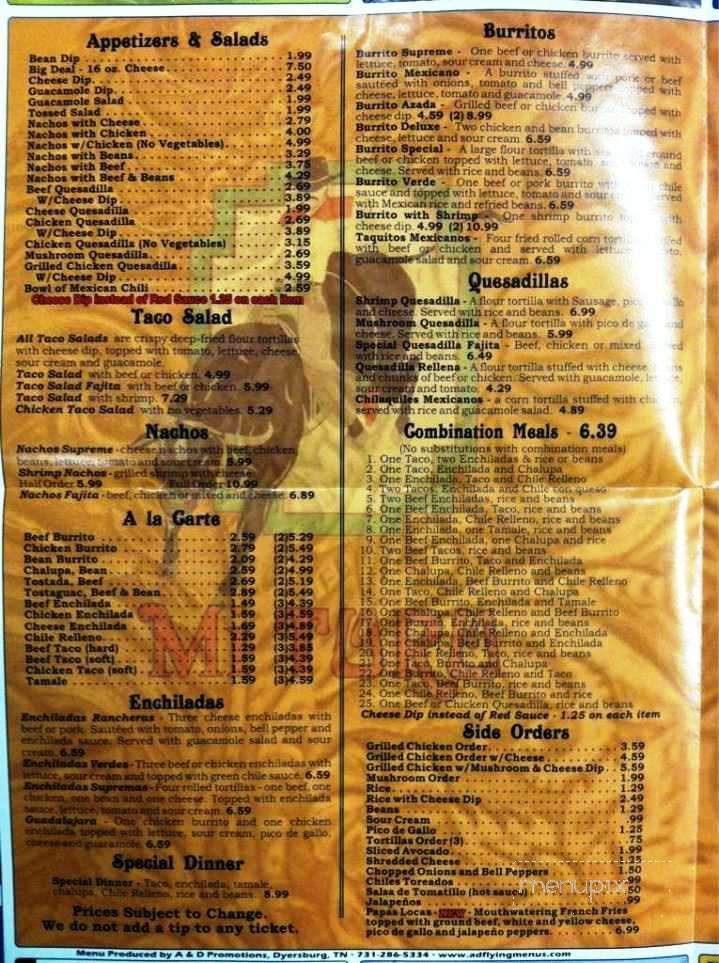 Appetizers & Salads
Bean Dip 1.99
Big Deal - 16 oz. Cheese 7.50
Cheese Dip 2.49
Guacamole Dip 2.49
Guacamole Salad 1.99
Tossed Salad 1.99
Nachos with Cheese 2.79
Nachos with Chicken 4.00
Nachos w/Chicken (No Vegetables) 4.99
Nachos with Beans 3.29
Nachos with Beef 3.75
Nachos with Beef & Beans 4.29
Beef Quesadilla 2.69
W/Cheese Dip 3.89
Cheese Quesadilla 1.99
Chicken Quesadilla 2.69
W/Cheese Dip 3.89
Chicken Quesadilla (No Vegetables) 3.15
Mushroom Quesadilla 2.69
Grilled Chicken Quesadilla 3.59
W/Cheese Dip 4.99
Bowl of Mexican Chili 2.59
Cheese Dip instead of Red Sauce 1.25 on each item
Taco Salad
All Taco Salads are crispy deep-fried flour tortillas
with cheese dip, topped with tomato, lettuce, cheese,
sour cream and guacamole.
Taco Salad with beef or chicken. 4.99
Taco Salad Fajita with beef or chicken. 5.99
Taco Salad with shrimp. 7.29
Chicken Taco Salad with no vegetables. 5.29
Nachos
Nachos Supreme - cheese nachos with beef, chicken,
beans, lettuce, tomato and sour cream. 5.99
Shrimp Nachos - grilled shrimp with cheese
Half Order 5.99 Full Order 10.99
Nachos Fajita - beef, chicken or mixed and cheese. 6.89
A la Carte
Beef Burrito 2.59 (2)5.29
Chicken Burrito 2.79 (2)5.49
Bean Burrito 2.09 (2)4.29
Chalupa, Bean 2.59 (2)4.99
Tostada, Beef 2.69 (2)5.19
Tostaguac, Beef & Bean 2.89 (2)5.49
Beef Enchilada 1.49 (3)4.39
Chicken Enchilada 1.69 (3)4.59
Cheese Enchilada 1.69 (3)4.59
Chile Relleno 2.29 (3)5.49
Beef Taco (hard) 1.29 (3)3.85
Beef Taco (soft) 1.59 (3)4.39
Chicken Taco (soft) 1.59 (3)4.39
Tamale 1.59 (3)4.59
Enchiladas
Enchiladas Rancheras - Three cheese enchiladas with
beef or pork. Sautéed with tomato, onions, bell pepper and
enchilada sauce. Served with guacamole salad and sour
cream. 6.59
Enchiladas Verdes - Three beef or chicken enchiladas with
lettuce, sour cream and topped with green chile sauce. 6.59
Enchiladas Supremas - Four rolled tortillas - one beef, one
chicken, one bean and one cheese. Topped with enchilada
sauce, lettuce, tomato and sour cream. 6.59
Guadalajara - One chicken burrito and one chicken
enchilada topped with lettuce, sour cream, pico de gallo,
cheese and guacamole. 6.59
Special Dinner
Special Dinner - Taco, enchilada, tamale,
chalupa, Chile Relleno, rice and beans. 8.99
Prices Subject to Change.
We do not add a tip to any ticket.
Burritos
Burrito Supreme - One beef or chicken burrito served with
lettuce, tomato, sour cream and cheese. 4.99
Burrito Mexicano - A burrito stuffed with pork or beef
sautéed with onions, tomato and bell peppers topped with
cheese, lettuce, tomato and guacamole. 4.99
Burrito Azada - Grilled beef or chicken burrito topped with
cheese dip. 4.59 (2) 8.99
Burrito Deluxe - Two chicken and bean burritos topped with
cheese, lettuce and sour cream. 6.59
Burrito Special - A large flour tortilla with ground
beef or chicken topped with lettuce, tomato, and
cheese. Served with rice and beans. 6.59
Burrito Verde - One beef or pork burrito with chile
sauce and topped with lettuce, tomato and sour served
with Mexican rice and refried beans. 6.59
Burrito with Shrimp - One shrimp burrito with
cheese dip. 4.99 (2) 10.99
Taquitos Mexicanos - Four fried rolled corn
with beef or chicken and served with lettuce, tomato,
guacamole salad and sour cream. 6.59
Quesadillas
Shrimp Quesadilla - A flour tortilla with Sausage, pico
and cheese. Served with rice and beans. 6.99
Mushroom Quesadilla - A flour tortilla with pico de gallo and
cheese. Served with rice and beans. 5.99
Special Quesadilla Fajita - Beef, chicken or mixed
with rice and beans. 6.49
Quesadilla Rellena - A flour tortilla stuffed with cheese, beans
and chunks of beef or chicken. Served with guacamole, lettuce,
sour cream and tomato. 4.29
Chilaquiles Mexicanos - a corn tortilla stuffed with chicken,
served with rice and guacamole salad. 4.89
Combination Meals - 6.39
(No substitutions with combination meals)
1. One Taco, two Enchiladas & rice or beans
2. One Taco, Enchilada and Chalupa
3. One Enchilada, Taco and Chile Relleno
4. Two Tacos, Enchilada and Chile con queso
5. Two Beef Enchiladas, rice and beans
6. One Beef Enchilada, Taco, rice and beans
7. One Enchilada, Chile Relleno, rice and beans
8. One Enchilada, one Tamale, rice and beans
9. One Beef Enchilada, one Chalupa and rice
10. Two Beef Tacos, rice and beans
11. One Beef Burrito, Taco and Enchilada
12. One Chalupa, Chile Relleno and beans
13. One Enchilada, Beef Burrito and Chile Relleno
14. One Taco, Chile Relleno and Chalupa
15. One Beef Burrito, Enchilada and Tamale
16. One Chalupa, Chile Relleno and Beef Burrito
17. One Burrito, Taco, rice and beans
18. One Chalupa, Chile Relleno and Enchilada
19. One Chalupa, Beef Burrito and Enchilada
20. One Chile Relleno, Taco, rice and beans
21. One Taco, Burrito and Chalupa
22. One Burrito, Chile Relleno and Taco
23. One Taco, Beef Burrito, rice and beans
24. One Chile Relleno, Beef Burrito and rice
25. One Beef or Chicken Quesadilla, rice and beans
Cheese Dip instead of Red Sauce - 1.25 on each item
Side Orders
Grilled Chicken Order 3.59
Grilled Chicken Order w/Cheese 4.59
Grilled Chicken w/Mushroom & Cheese Dip 5.59
Mushroom Order 1.99
Rice 1.29
Rice with Cheese Dip 2.49
Beans 1.29
Sour Cream .99
Pico de Gallo 1.25
Tortillas Order (3) .75
Sliced Avocado 1.99
Shredded Cheese 1.25
Chopped Onions and Bell Peppers 1.50
Chiles Toreados .99
Salsa de Tomatillo (hot sauce) .50
Jalapeños .99
Papas Locas - NEW - Mouthwatering French Fries
topped with ground beef, white and yellow cheese,
pico de gallo and jalapeño peppers. 6.99
menupix
Menu Produced by A & D Promotions, Dyersburg, TN - 731-286-5334 - www.adflyingmenus.com